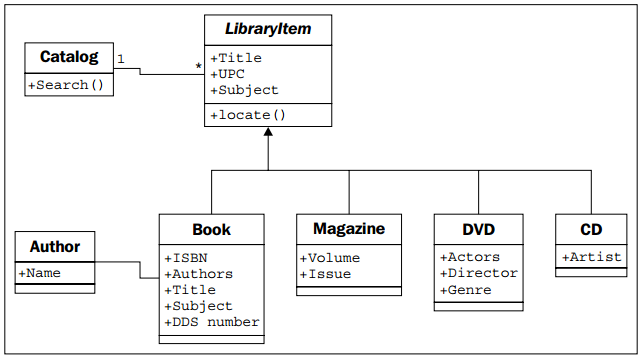 LibraryItem
+Title
+UPC
+Subject
+locate()
Catalog
+Search()
1
*
Author
+Name
Book
+ISBN
+Authors
+Title
+Subject
+DDS number
Magazine
+Volume
+Issue
DVD
+Actors
+Director
+Genre
CD
+Artist